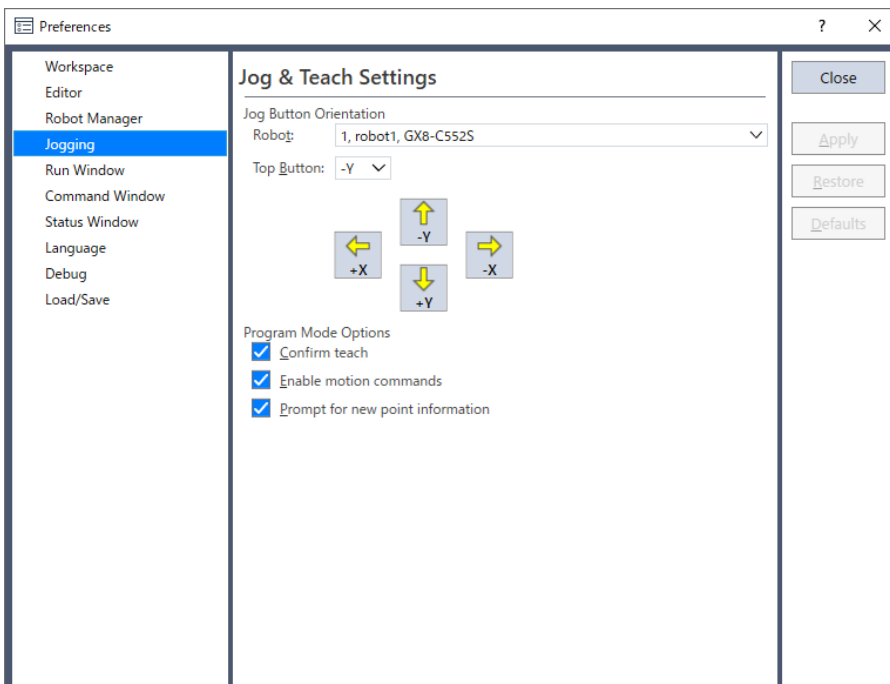 Preferences
?
Workspace
Editor
Robot Manager
Jogging
Run Window
Command Window
Status Window
Language
Debug
Load/Save
Jog & Teach Settings
Jog Button Orientation
Robot: 1, robot1, GX8-C552S
Top Button: -Y
-Y
+X -X
+Y
Program Mode Options
Confirm teach
Enable motion commands
Prompt for new point information
Close
Apply
Restore
Defaults